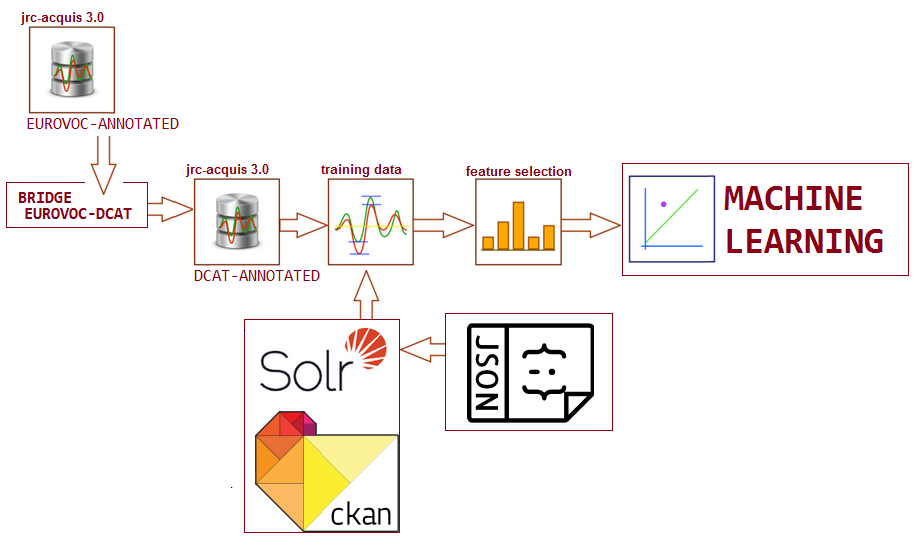 jrc-acquis 3.0
EUROVOC-ANNOTATED
BRIDGE
EUROVOC-DCAT
jrc-acquis 3.0
DCAT-ANNOTATED
training data
feature selection
MACHINE
LEARNING
Solr
ckan
JSON
{-:}
.